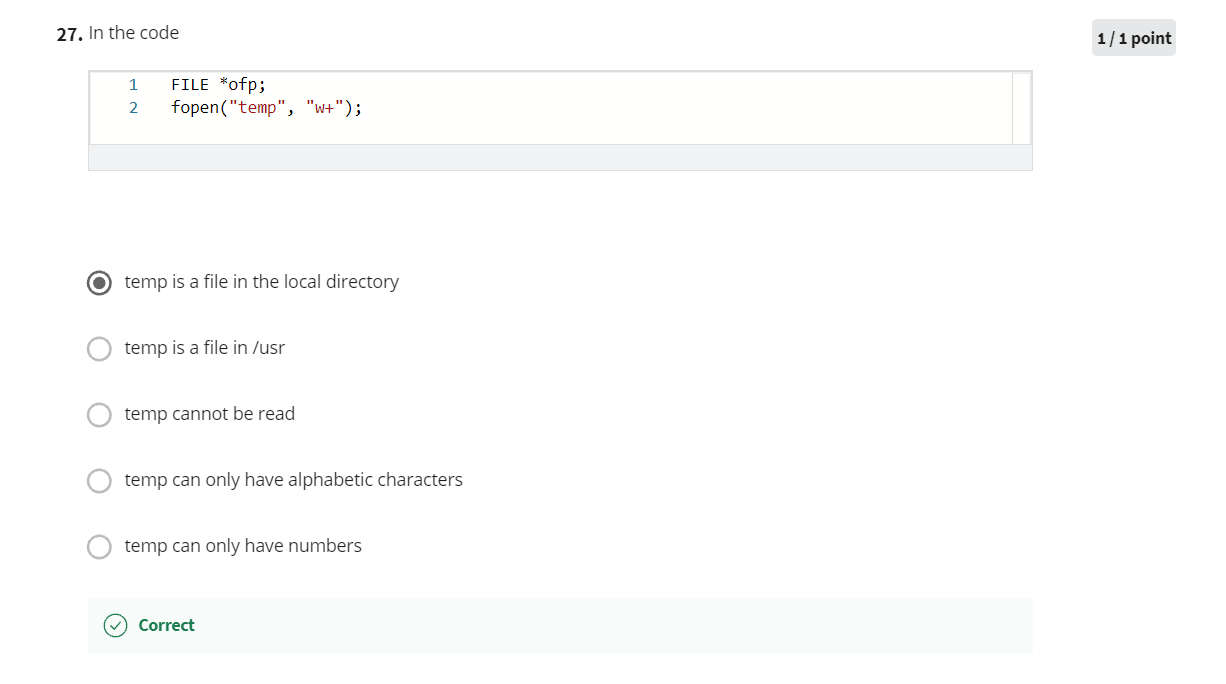 27. In the code
1 / 1 point
1 FILE *ofp;
2 fopen("temp", "w+");
temp is a file in the local directory
temp is a file in /usr
temp cannot be read
temp can only have alphabetic characters
temp can only have numbers
Correct